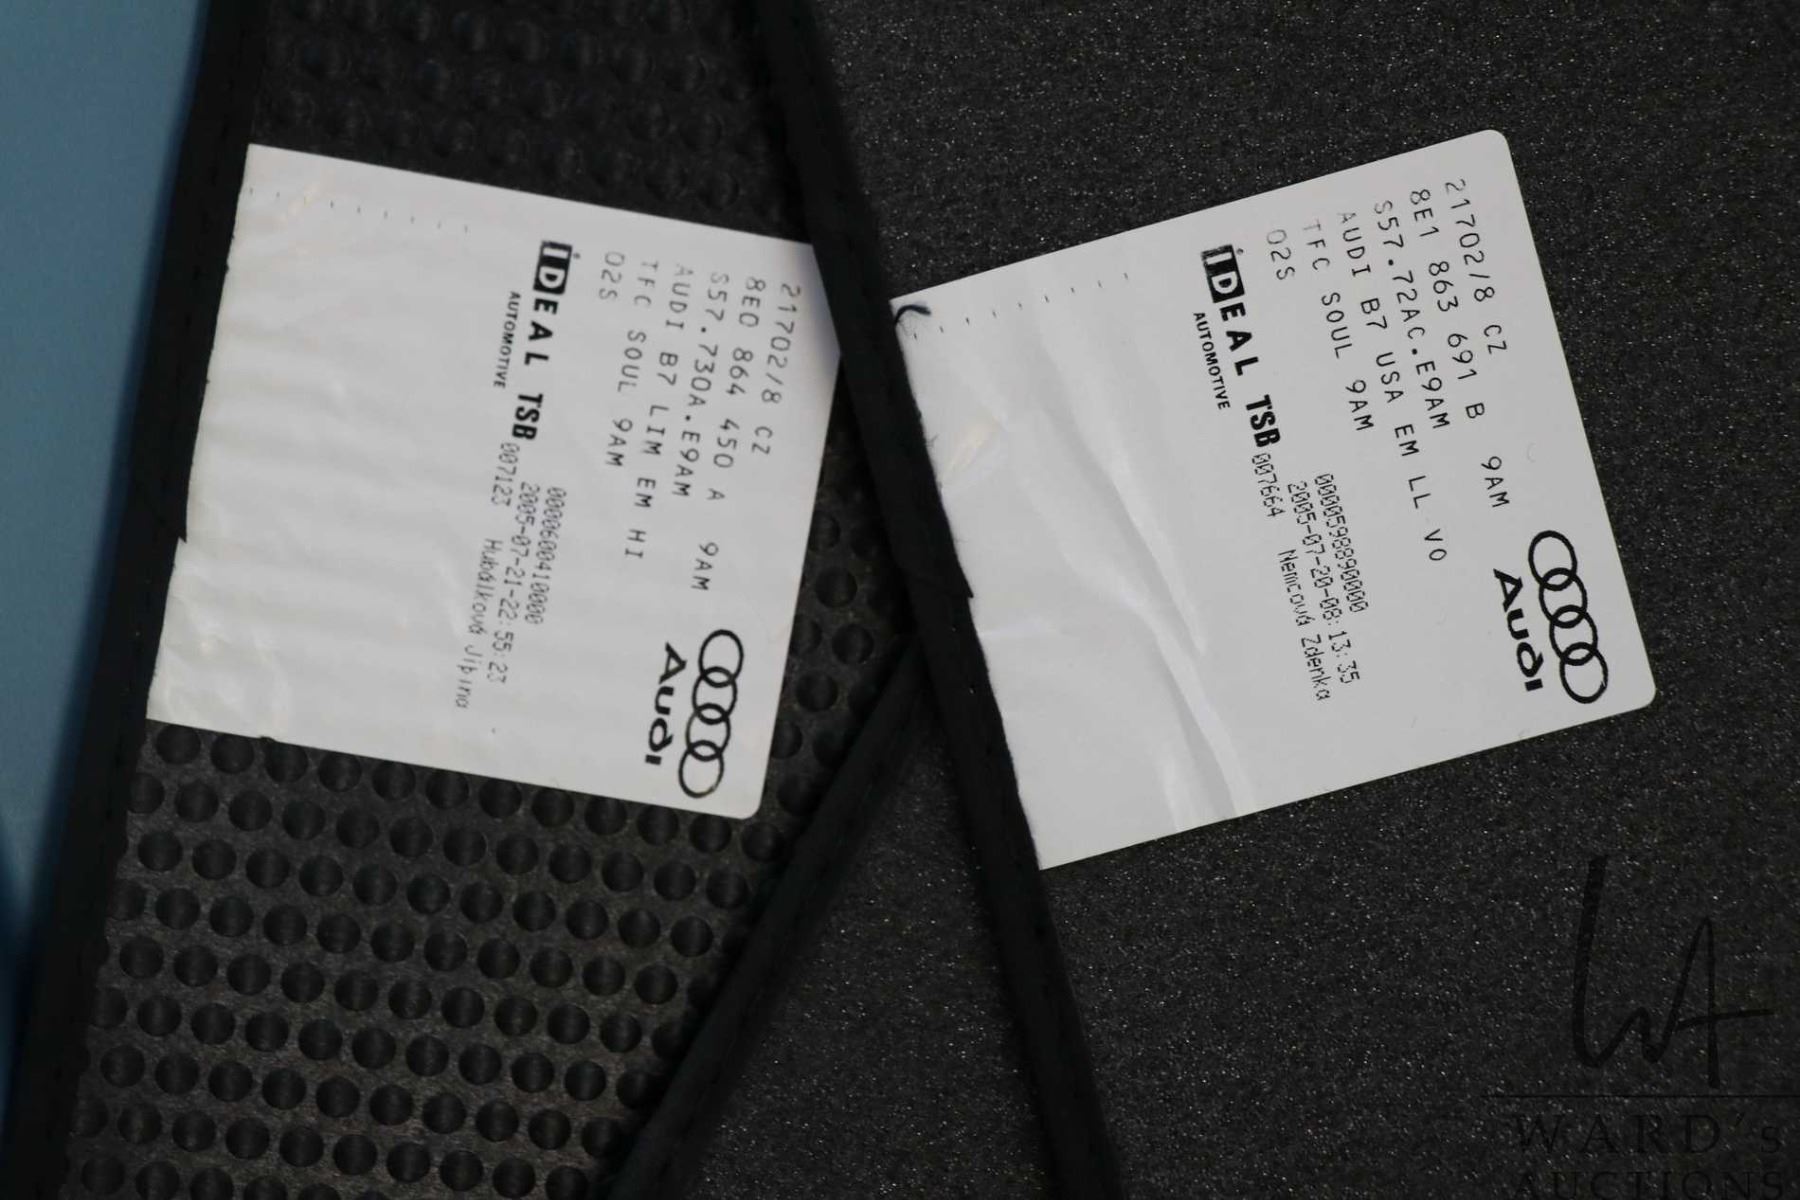 21702/8 CZ
8E0 864 450 A 9AM
S57.730A.E9AM
AUDI B7 LIM EM HI
TFC SOUL 9AM
02S
Audi
iDEAL TSB
AUTOMOTIVE
0000600410000
2005-07-21-22:55:23
007123 Hubálková
21702/8 CZ
8E1 863 691 B 9AM
S57.72AC.E9AM
AUDI B7 USA EM LL VO
TFC SOUL 9AM
02S
Audi
iDEAL TSB
AUTOMOTIVE
0000598890000
2005-07-20-08:13:35
007664 Nemcová Zdenka
WA
WARD's
AUCTIONS